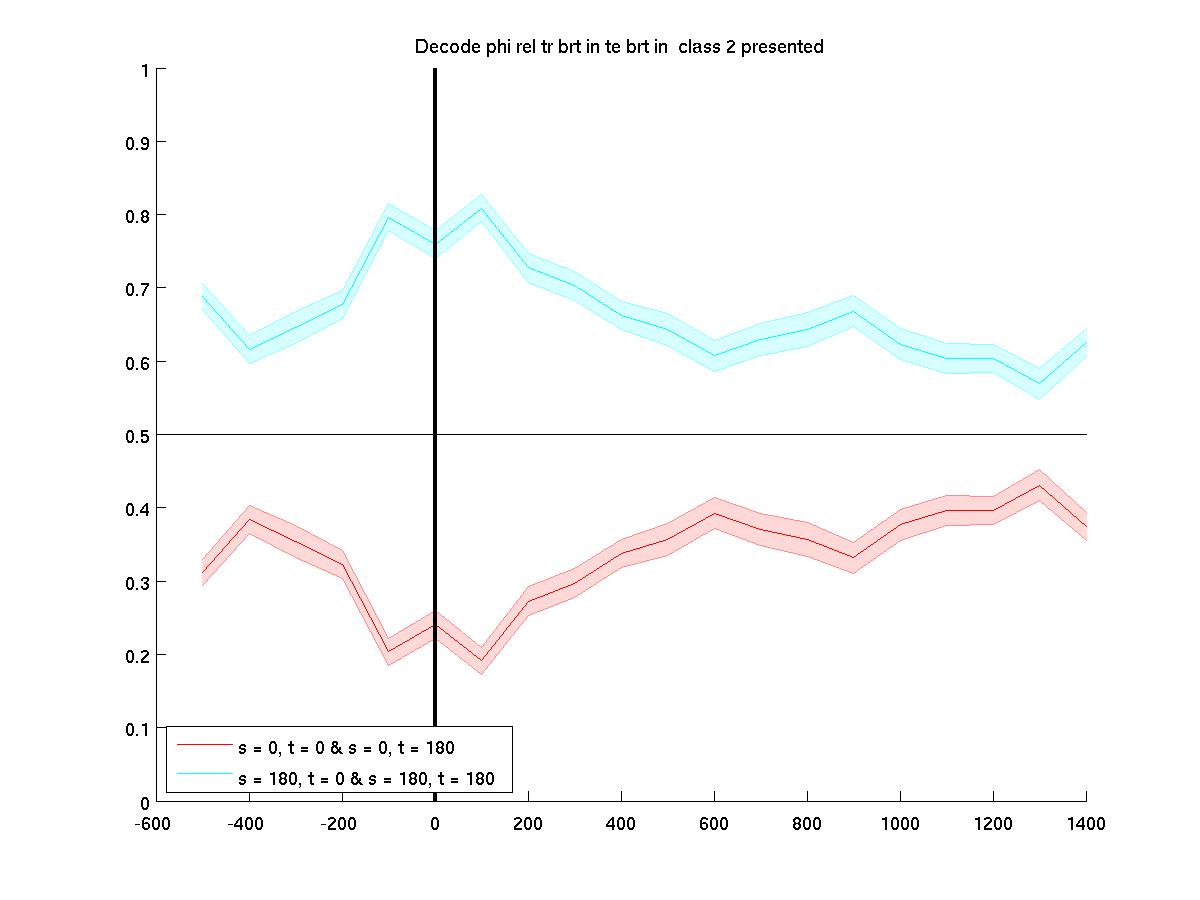 Decode phi rel tr brt in te brt in  class 2 presented
1
0.9
0.8
0.7
0.6
0.5
0.4
0.3
0.2
0.1
0
s = 0, t = 0 & s = 0, t = 180
s = 180, t = 0 & s = 180, t = 180
-600 -400 -200 0 200 400 600 800 1000 1200 1400